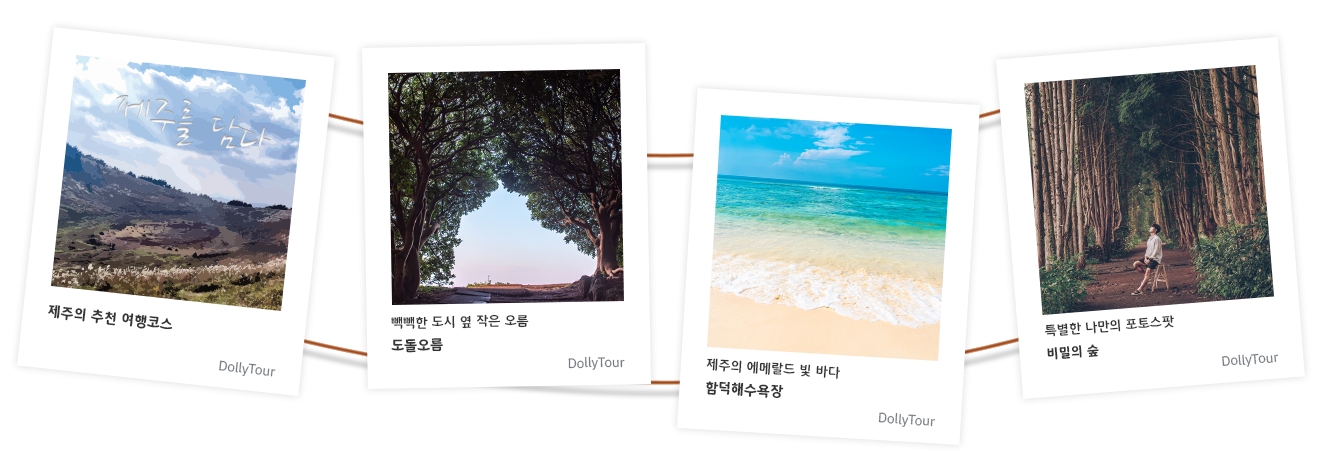 제주를 담다
제주의 추천 여행코스
DollyTour
빽빽한 도시 옆 작은 오름
도돌오름
DollyTour
제주의 에메랄드 빛 바다
함덕해수욕장
DollyTour
특별한 나만의 포토스팟
비밀의 숲
DollyTour